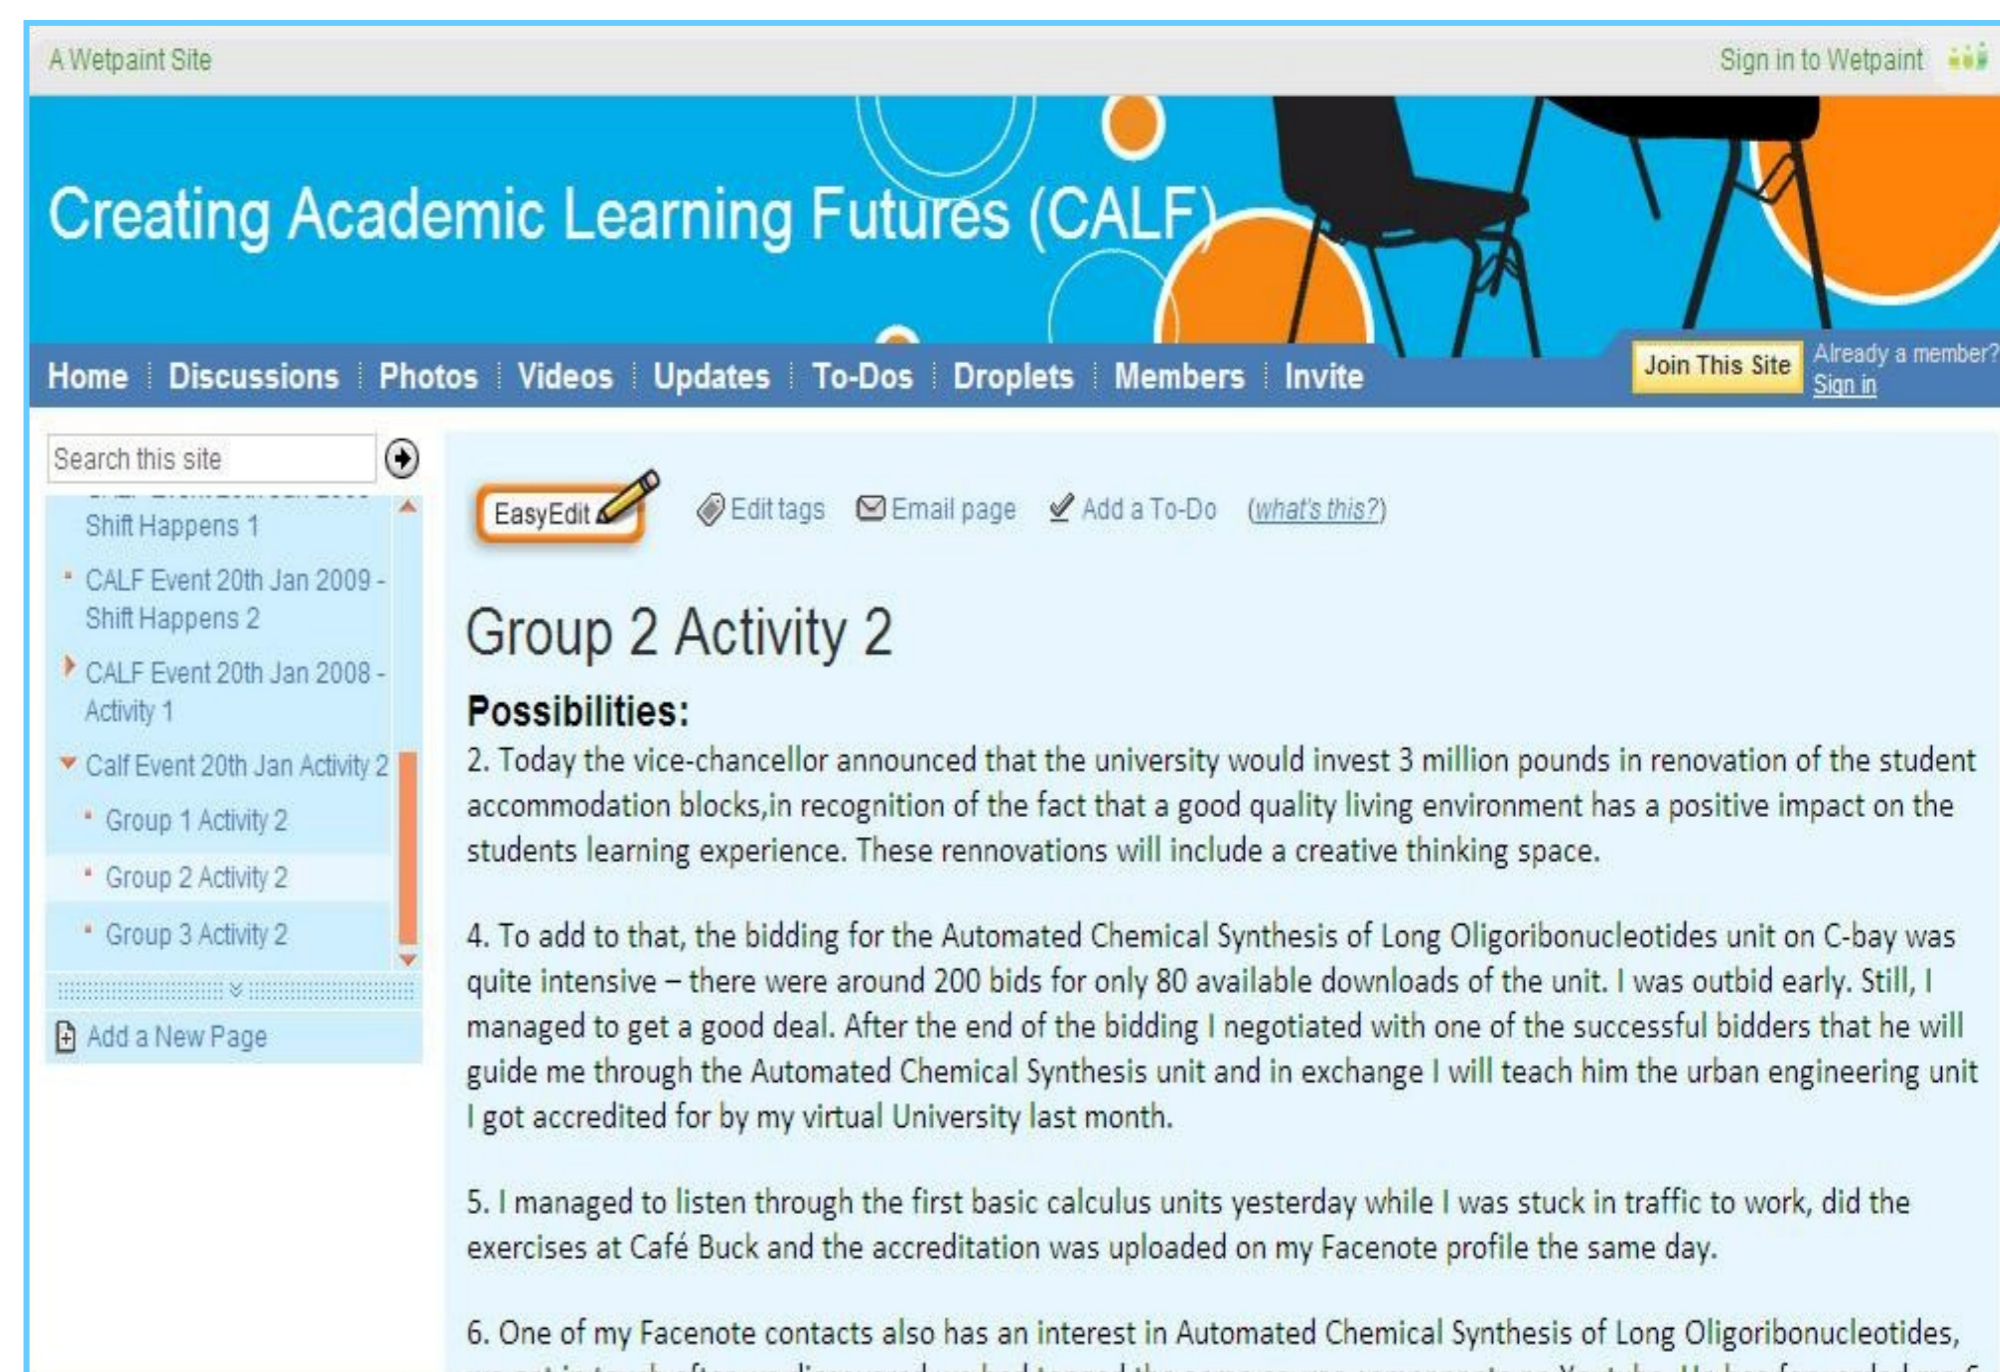 A Wetpaint Site
Sign in to Wetpaint
Creating Academic Learning Futures (CALF)
Home Discussions Photos Videos Updates To-Dos Droplets Members Invite
Join This Site
Already a member?
Sign in
Search this site
Shift Happens 1
CALF Event 20th Jan 2009 -
Shift Happens 2
CALF Event 20th Jan 2008 -
Activity 1
Calf Event 20th Jan Activity 2
Group 1 Activity 2
Group 2 Activity 2
Group 3 Activity 2
Add a New Page
EasyEdit Edit tags Email page Add a To-Do (what's this?)
Group 2 Activity 2
Possibilities:
2. Today the vice-chancellor announced that the university would invest 3 million pounds in renovation of the student
accommodation blocks,in recognition of the fact that a good quality living environment has a positive impact on the
students learning experience. These rennovations will include a creative thinking space.
4. To add to that, the bidding for the Automated Chemical Synthesis of Long Oligoribonucleotides unit on C-bay was
quite intensive – there were around 200 bids for only 80 available downloads of the unit. I was outbid early. Still, I
managed to get a good deal. After the end of the bidding I negotiated with one of the successful bidders that he will
guide me through the Automated Chemical Synthesis unit and in exchange I will teach him the urban engineering unit
I got accredited for by my virtual University last month.
5. I managed to listen through the first basic calculus units yesterday while I was stuck in traffic to work, did the
exercises at Café Buck and the accreditation was uploaded on my Facenote profile the same day.
6. One of my Facenote contacts also has an interest in Automated Chemical Synthesis of Long Oligoribonucleotides,